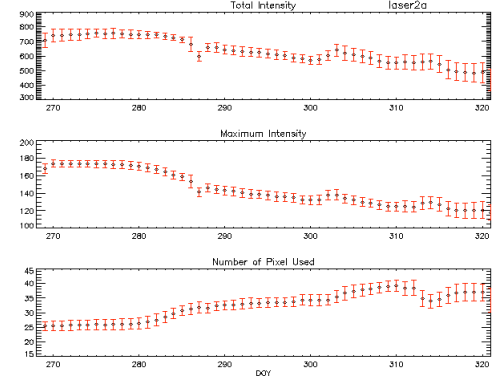 Total Intensity laser2a
900
800
700
600
500
400
300
270 280 290 300 310 320
Maximum Intensity
200
180
160
140
120
100
270 280 290 300 310 320
Number of Pixel Used
45
40
35
30
25
20
15
270 280 290 300 310 320
DOY